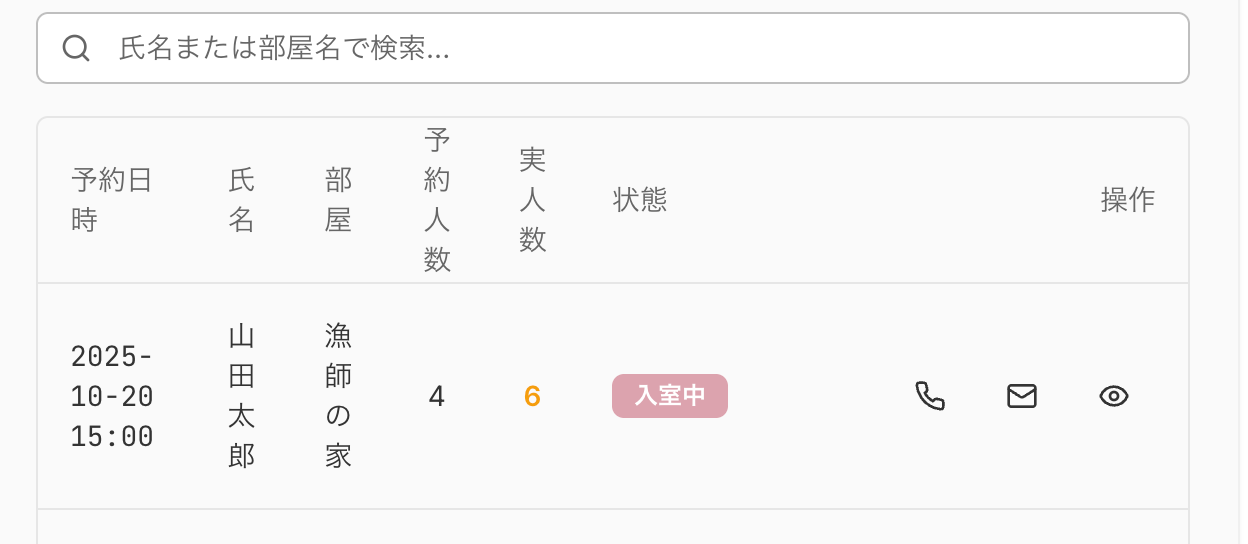 氏名または部屋名で検索...
予約日
時
氏
名
部
屋
予
約
人
数
実
人
数
状態
操作
2025-
10-20
15:00
山
田
太
郎
漁
師
の
家
4
6
入室中